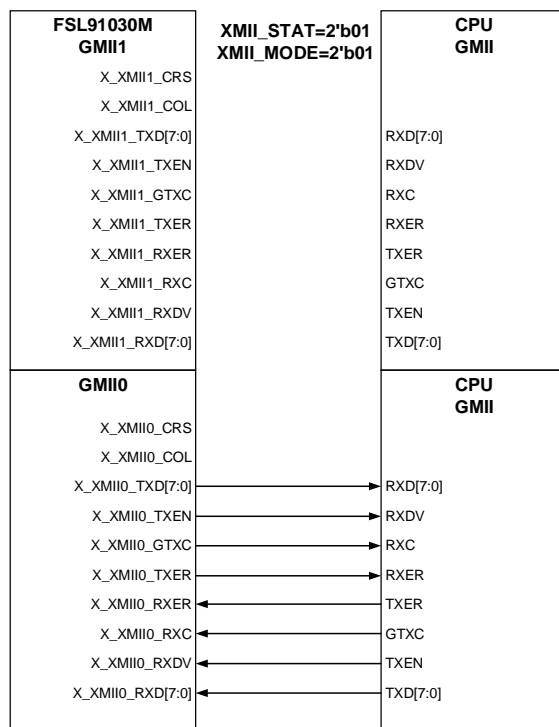 FSL91030M
GMII1
XMII_STAT=2'b01
XMII_MODE=2'b01
CPU
GMII
X_XMII1_CRS
X_XMII1_COL
X_XMII1_TXD[7:0]
RXD[7:0]
X_XMII1_TXEN
RXDV
X_XMII1_GTXC
RXC
X_XMII1_TXER
RXER
X_XMII1_RXER
TXER
X_XMII1_RXC
GTXC
X_XMII1_RXDV
TXEN
X_XMII1_RXD[7:0]
TXD[7:0]
GMII0
CPU
GMII
X_XMII0_CRS
X_XMII0_COL
X_XMII0_TXD[7:0]
RXD[7:0]
X_XMII0_TXEN
RXDV
X_XMII0_GTXC
RXC
X_XMII0_TXER
RXER
X_XMII0_RXER
TXER
X_XMII0_RXC
GTXC
X_XMII0_RXDV
TXEN
X_XMII0_RXD[7:0]
TXD[7:0]